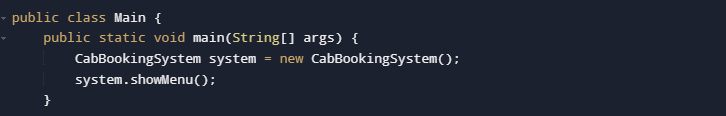 public class Main {
    public static void main(String[] args) {
        CabBookingSystem system = new CabBookingSystem();
        system.showMenu();
    }